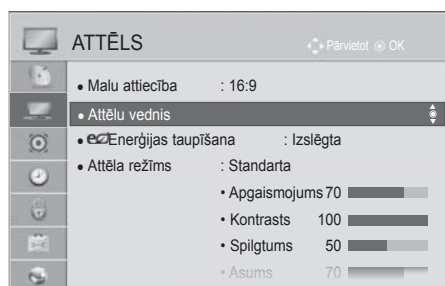 ATTĒLS Pārvietot OK
• Malu attiecība : 16:9
• Attēlu vednis
• eco Enerģijas taupīšana : Izslēgta
• Attēla režīms : Standarta
• Apgaismojums 70
• Kontrasts 100
• Spilgtums 50
• Asums 70